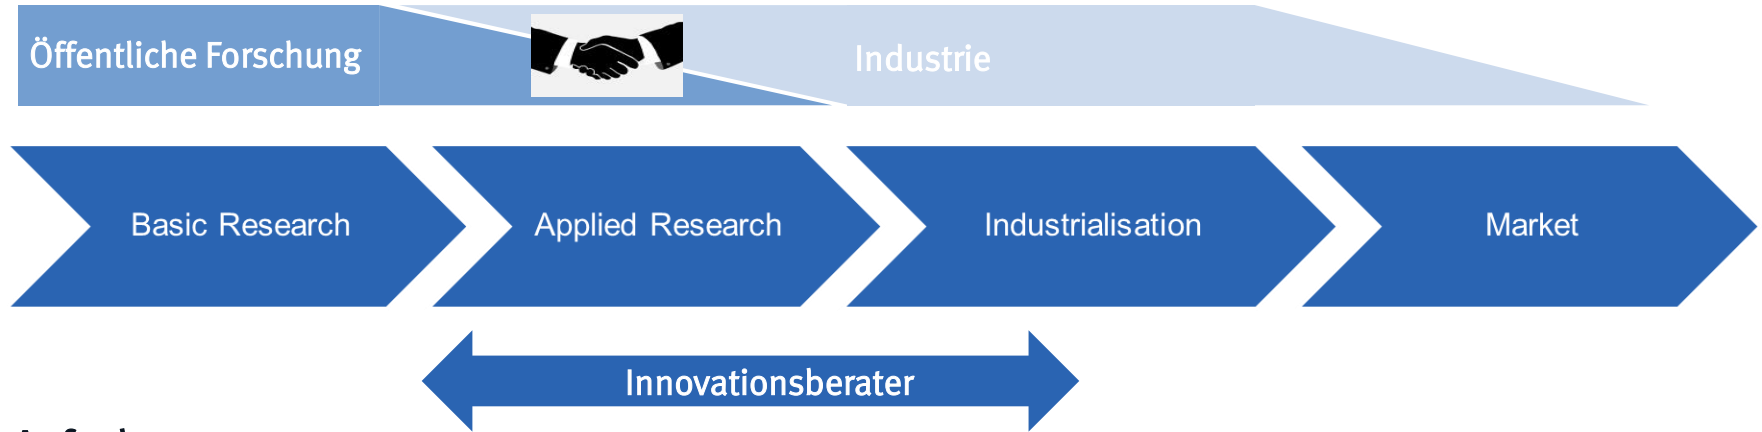 Öffentliche Forschung
Industrie
Basic Research
Applied Research
Industrialisation
Market
Innovationsberater